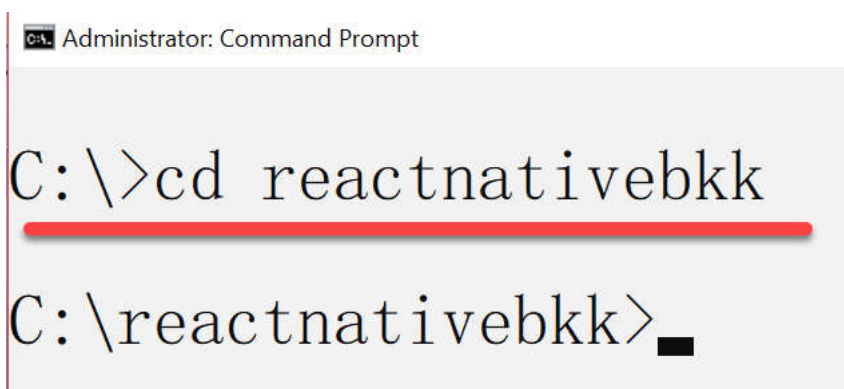 Administrator: Command Prompt
C:\>cd reactnativebkk
C:\reactnativebkk>